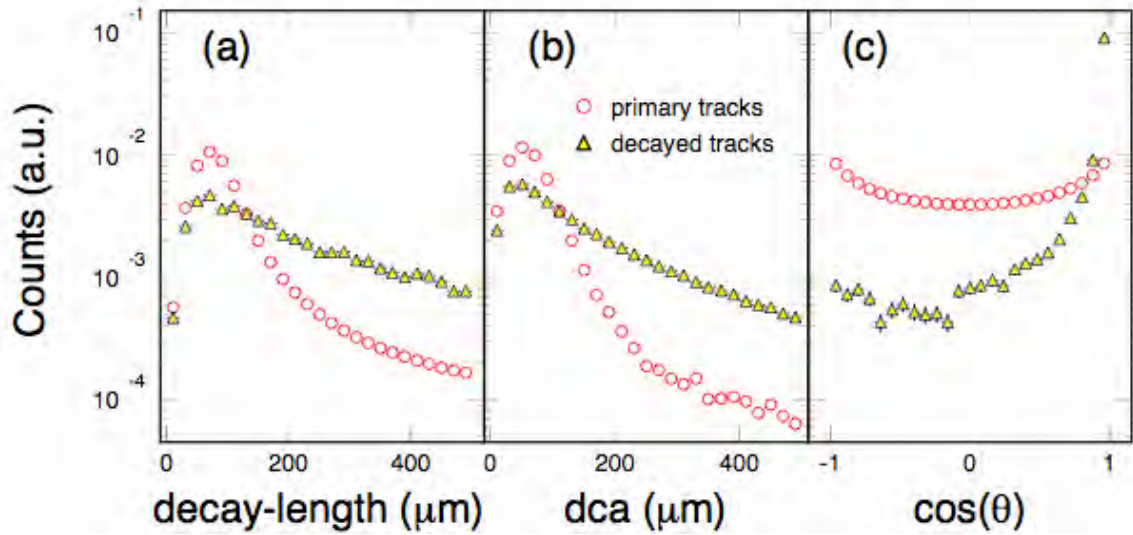 (a) (b) (c)
primary tracks
decayed tracks
Counts (a.u.)
10⁻¹
10⁻²
10⁻³
10⁻⁴
0 200 400 0 200 400 -1 0 1
decay-length (μm) dca (μm) cos(θ)